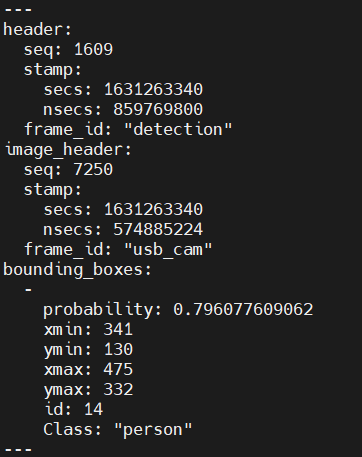 ---
header:
  seq: 1609
  stamp:
    secs: 1631263340
    nsecs: 859769800
  frame_id: "detection"
image_header:
  seq: 7250
  stamp:
    secs: 1631263340
    nsecs: 574885224
  frame_id: "usb_cam"
bounding_boxes:
  -
    probability: 0.796077609062
    xmin: 341
    ymin: 130
    xmax: 475
    ymax: 332
    id: 14
    Class: "person"
---